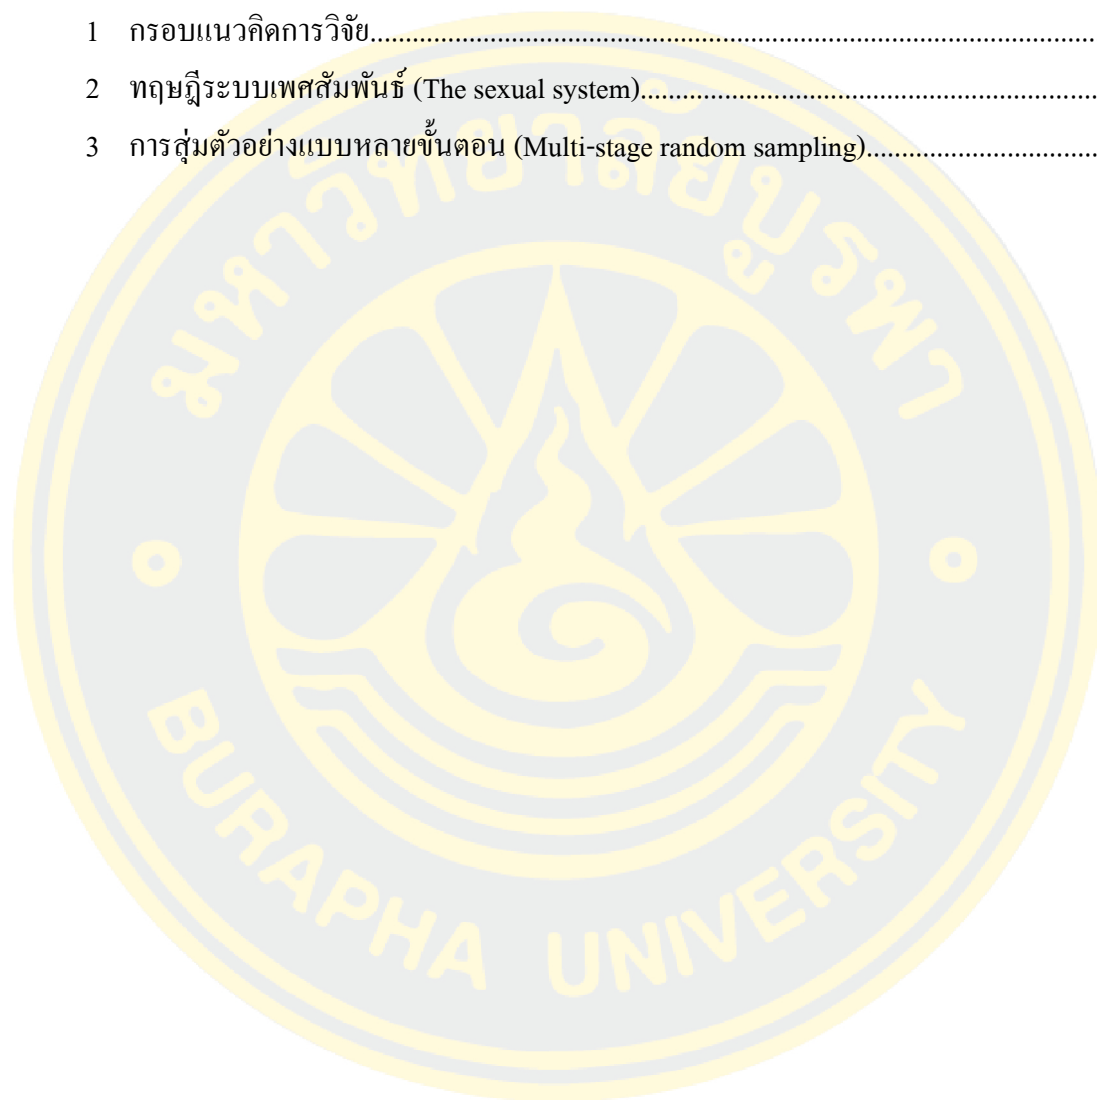 1 กรอบแนวคิดการวิจัย................................................................................................................................
2 ทฤษฎีระบบเพศสัมพันธ์ (The sexual system)................................................................................
3 การสุ่มตัวอย่างแบบหลายขั้นตอน (Multi-stage random sampling).........................................
มหาวิทยาลัยบูรพา
BURAPHA UNIVERSITY